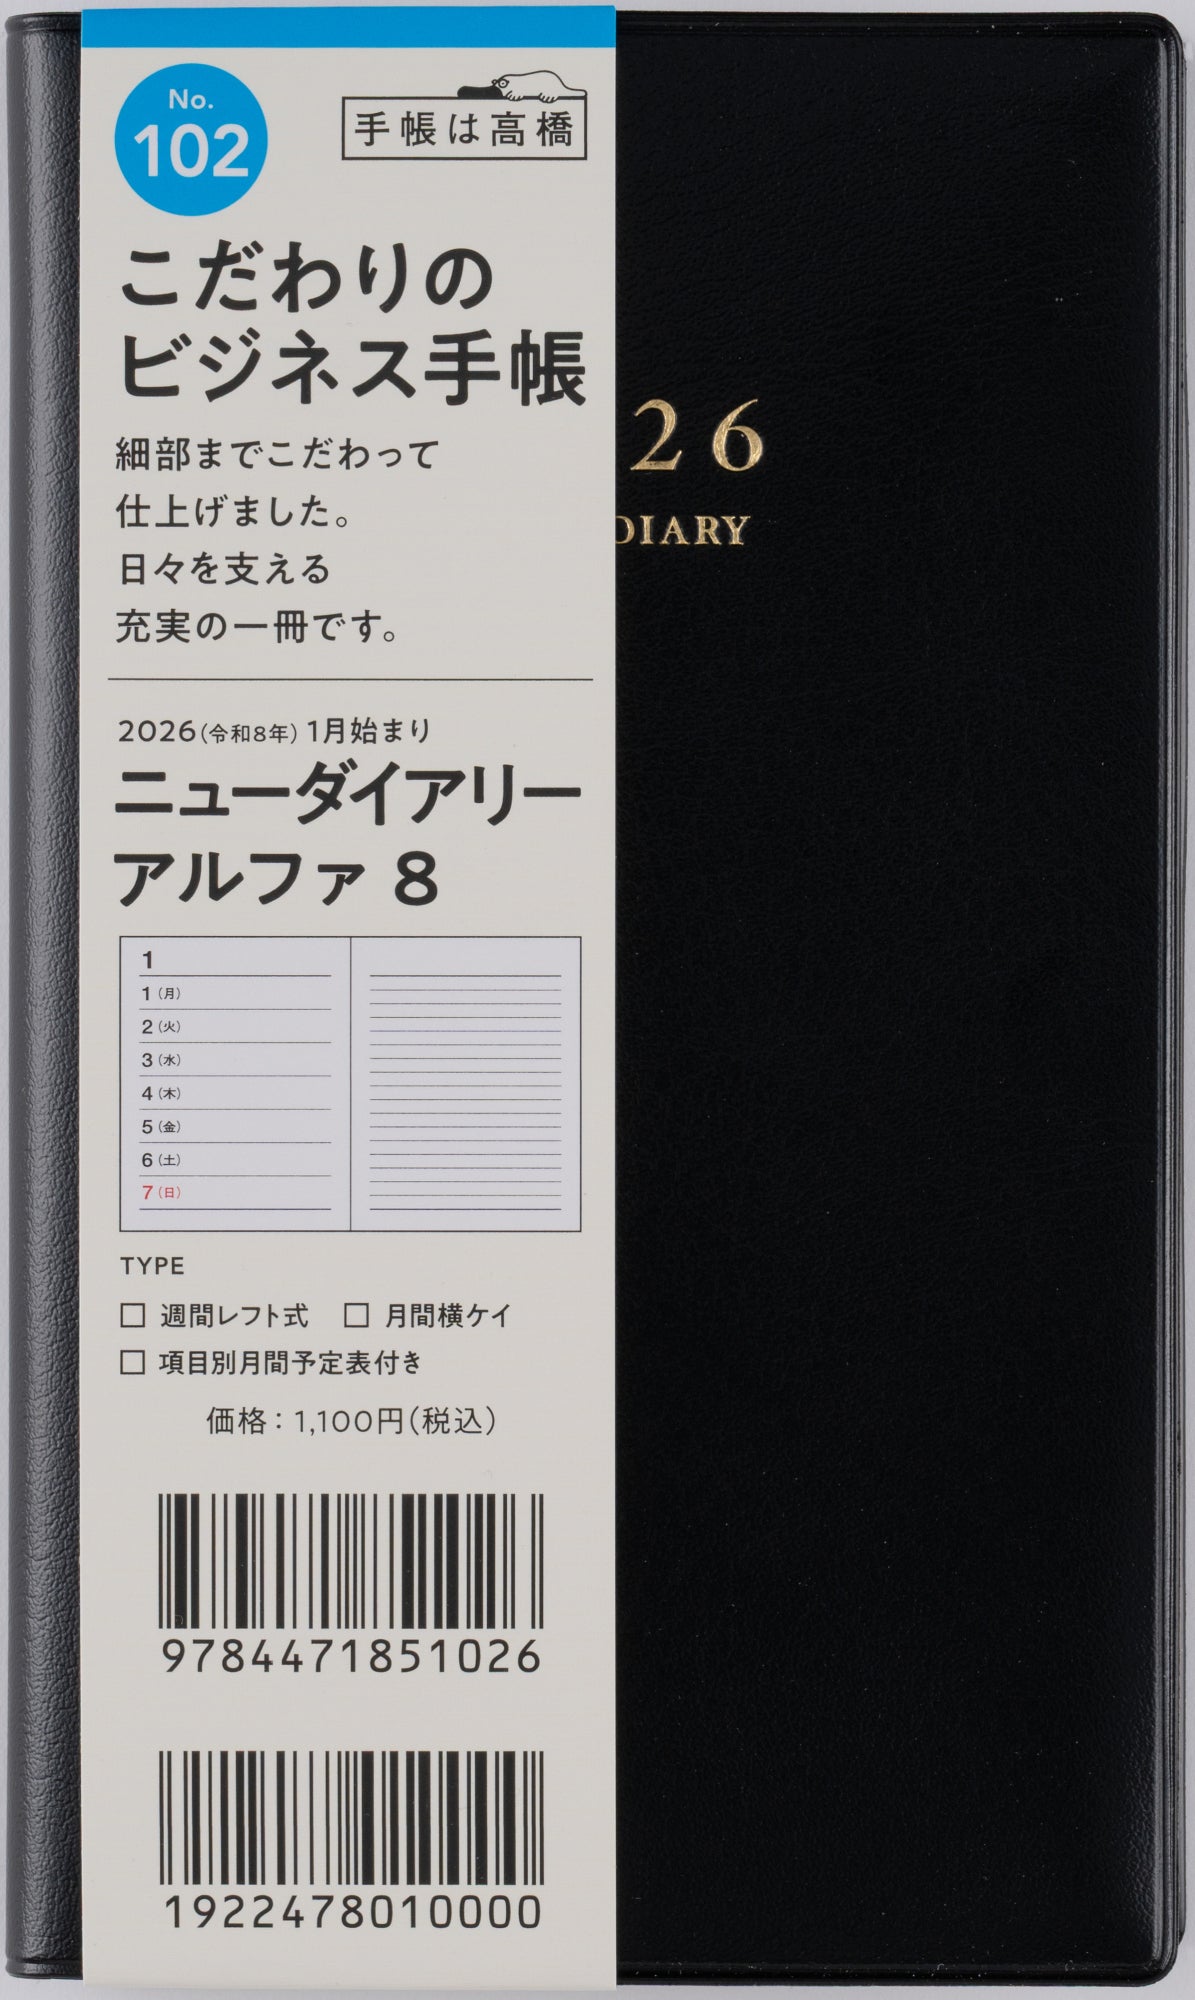 No.
102
手帳は高橋
こだわりの
ビジネス手帳
細部までこだわって
仕上げました。
日々を支える
充実の一冊です。
2026(令和8年) 1月始まり
ニューダイアリー
アルファ 8
1
1(月)
2(火)
3(水)
4(木)
5(金)
6(土)
7(日)
TYPE
□ 週間レフト式 □ 月間横ケイ
□ 項目別月間予定表付き
価格：1,100円(税込)
9784471851026
1922478010000
26
DIARY